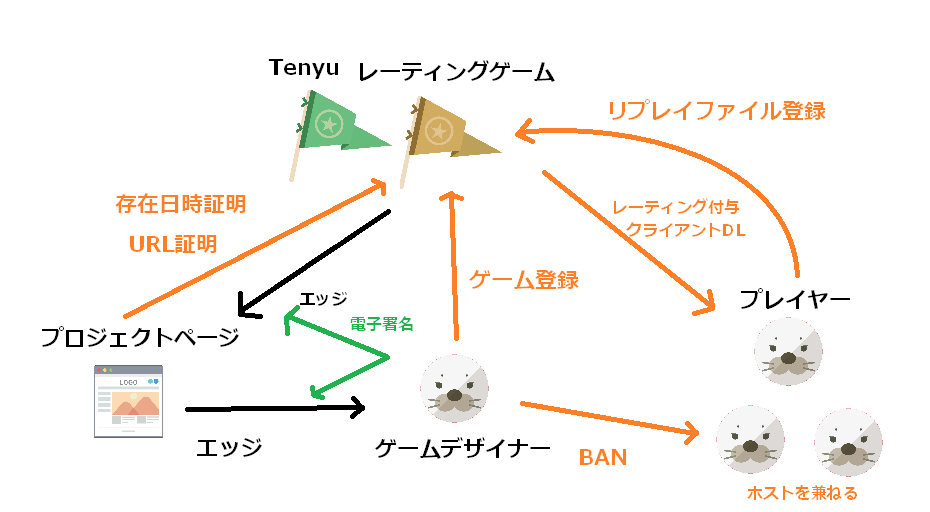 Tenyu レーティングゲーム
リプレイファイル登録
存在日時証明
URL証明
レーティング付与
クライアントDL
ゲーム登録
エッジ
プレイヤー
電子署名
プロジェクトページ
LOGO
エッジ
ゲームデザイナー
BAN
ホストを兼ねる